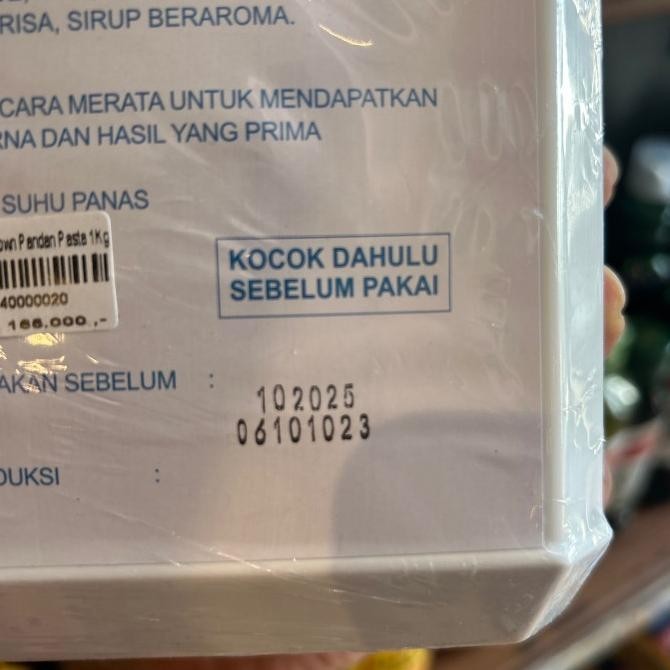 RISA, SIRUP BERAROMA.
CARA MERATA UNTUK MENDAPATKAN
RNA DAN HASIL YANG PRIMA
SUHU PANAS
own Pandan Pasta 1Kg
40000020
166.000,-
KOCOK DAHULU
SEBELUM PAKAI
AKAN SEBELUM :
102025
06101023
DUKSI :